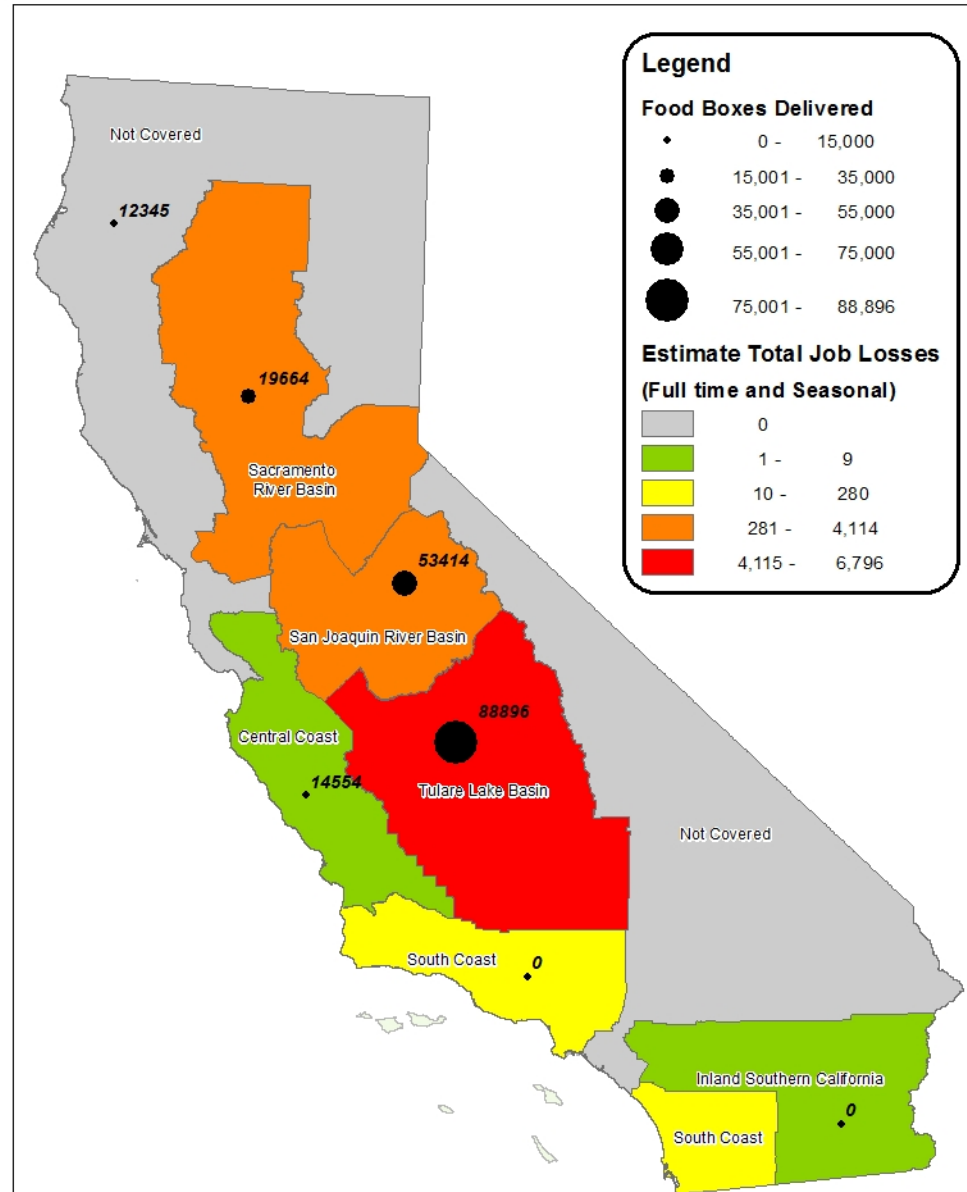 Legend
Food Boxes Delivered
0 - 15,000
15,001 - 35,000
35,001 - 55,000
55,001 - 75,000
75,001 - 88,896
Estimate Total Job Losses
(Full time and Seasonal)
0
1 - 9
10 - 280
281 - 4,114
4,115 - 6,796
Not Covered
12345
19664
Sacramento
River Basin
53414
San Joaquin River Basin
88896
Central Coast
14554
Tulare Lake Basin
Not Covered
South Coast
0
Inland Southern California
0
South Coast